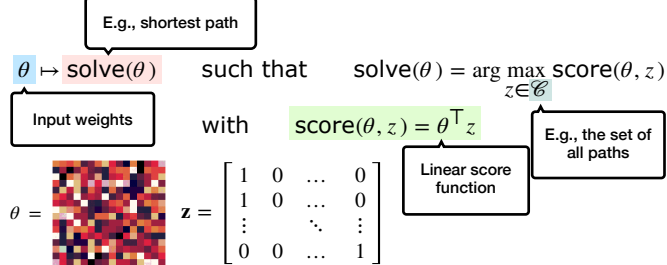 E.g., shortest path
θ ↦ solve(θ) such that solve(θ) = arg max score(θ, z)
z∈𝒞
Input weights
with score(θ, z) = θ⊤z
E.g., the set of
all paths
Linear score
function
θ = z = [ 1 0 … 0
1 0 … 0
⋮ ⋱ ⋮
0 0 … 1 ]